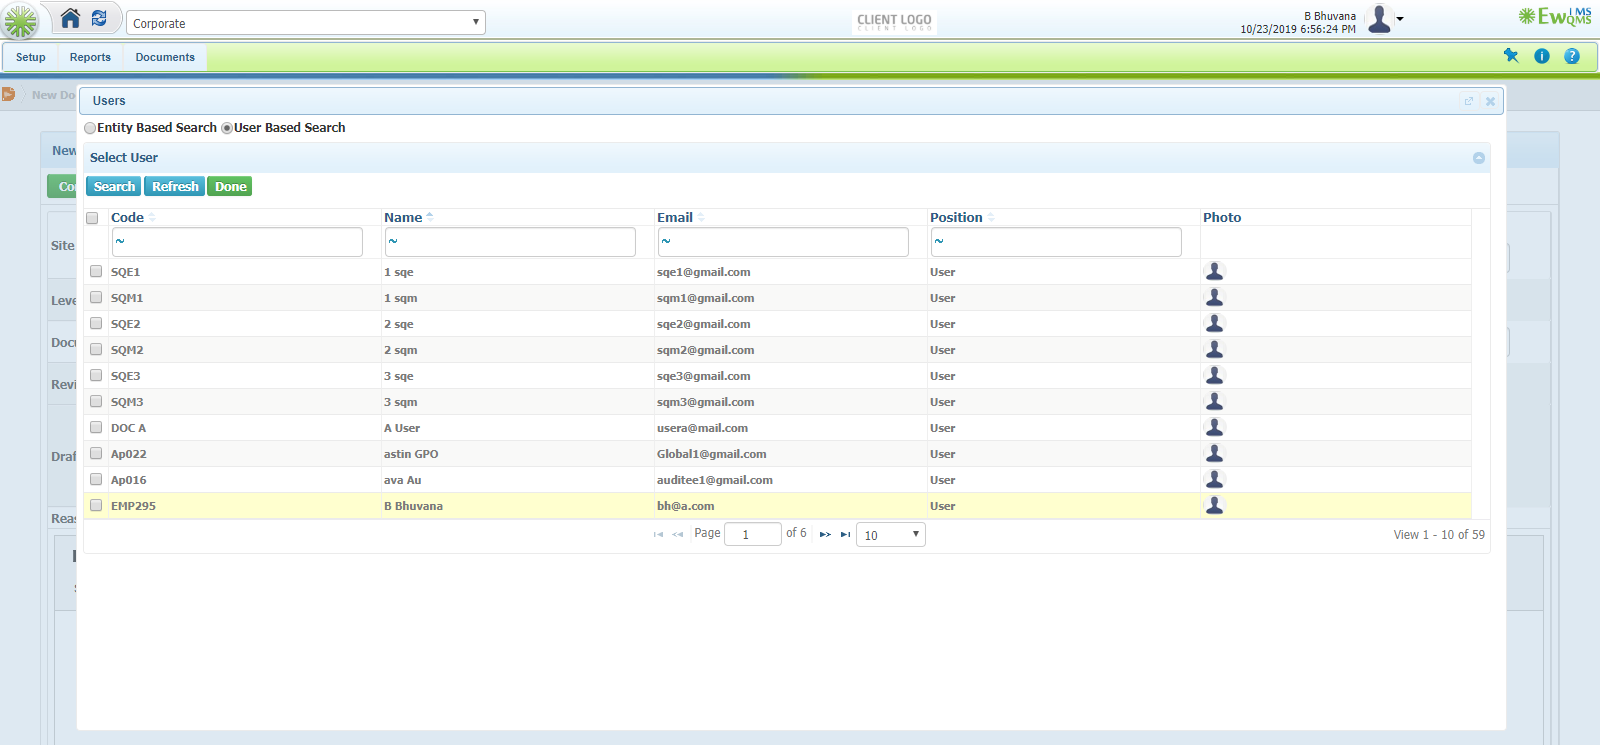 Corporate
CLIENT LOGO
CLIENT LOGO
B Bhuvana
10/23/2019 6:56:24 PM
EwQMS
LMS
Setup Reports Documents
New Do
Users
Entity Based Search User Based Search
New
Select User
Co
Search Refresh Done
Code Name Email Position Photo
Site
~ ~ ~ ~
SQE1 1 sqe sqe1@gmail.com User
Leve
SQM1 1 sqm sqm1@gmail.com User
SQE2 2 sqe sqe2@gmail.com User
Docu
SQM2 2 sqm sqm2@gmail.com User
SQE3 3 sqe sqe3@gmail.com User
Revi
SQM3 3 sqm sqm3@gmail.com User
DOC A A User usera@mail.com User
Draf
Ap022 astin GPO Global1@gmail.com User
Ap016 ava Au auditee1@gmail.com User
EMP295 B Bhuvana bh@a.com User
Reas
Page 1 of 6 10 View 1 - 10 of 59